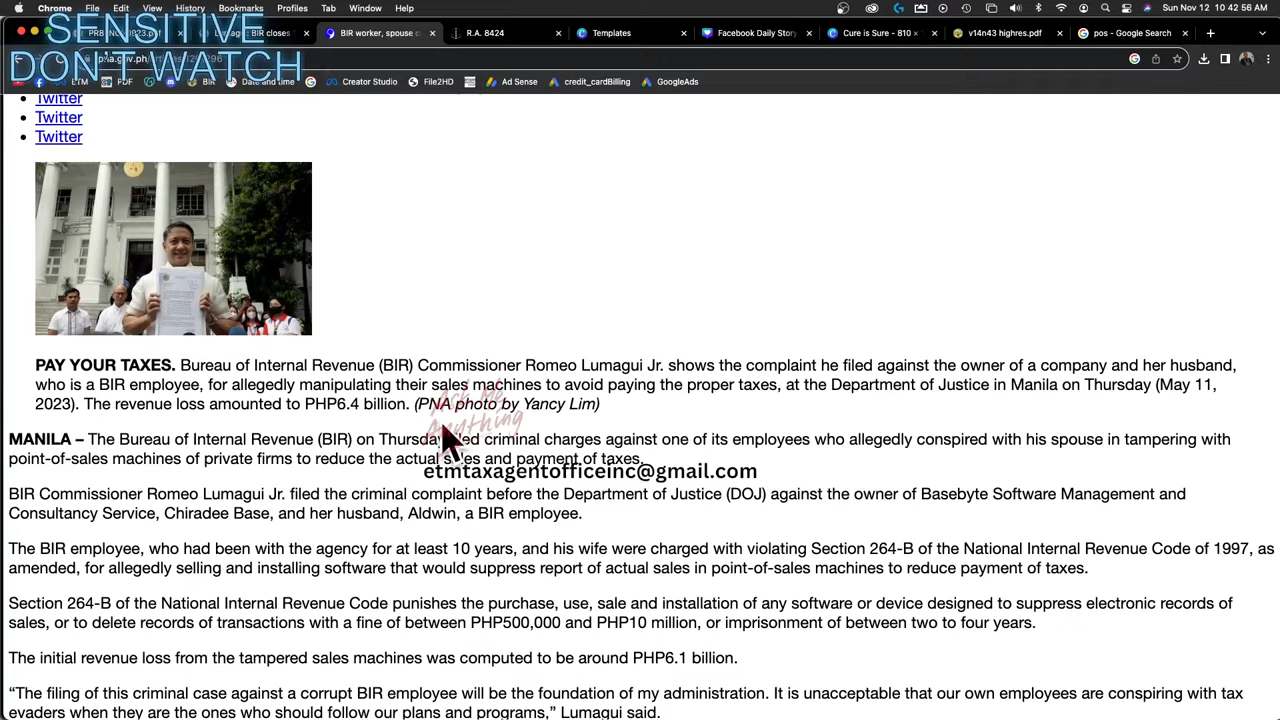 Chrome File Edit View History Bookmarks Profiles Tab Window Help Sun Nov 12 10:42:56 AM
SENSITIVE
DON'T WATCH
BIR closes
BIR worker, spouse c
R.A. 8424
Templates
Facebook Daily Story
Cure is Sure - 810 ×
v14n43 highres.pdf
pos - Google Search
ETM PDF BIR Date and time Creator Studio File2HD Ad Sense credit_cardBilling GoogleAds
Twitter
Twitter
Twitter
PAY YOUR TAXES. Bureau of Internal Revenue (BIR) Commissioner Romeo Lumagui Jr. shows the complaint he filed against the owner of a company and her husband,
who is a BIR employee, for allegedly manipulating their sales machines to avoid paying the proper taxes, at the Department of Justice in Manila on Thursday (May 11,
2023). The revenue loss amounted to PHP6.4 billion. (PNA photo by Yancy Lim)
Ask Me
Anything
MANILA – The Bureau of Internal Revenue (BIR) on criminal charges against one of its employees who allegedly conspired with his spouse in tampering with
point-of-sales machines of private firms to reduce the actual sales and payment of taxes.
etmtaxagentofficeinc@gmail.com
BIR Commissioner Romeo Lumagui Jr. filed the criminal complaint before the Department of Justice (DOJ) against the owner of Basebyte Software Management and
Consultancy Service, Chiradee Base, and her husband, Aldwin, a BIR employee.
The BIR employee, who had been with the agency for at least 10 years, and his wife were charged with violating Section 264-B of the National Internal Revenue Code of 1997, as
amended, for allegedly selling and installing software that would suppress report of actual sales in point-of-sales machines to reduce payment of taxes.
Section 264-B of the National Internal Revenue Code punishes the purchase, use, sale and installation of any software or device designed to suppress electronic records of
sales, or to delete records of transactions with a fine of between PHP500,000 and PHP10 million, or imprisonment of between two to four years.
The initial revenue loss from the tampered sales machines was computed to be around PHP6.1 billion.
“The filing of this criminal case against a corrupt BIR employee will be the foundation of my administration. It is unacceptable that our own employees are conspiring with tax
evaders when they are the ones who should follow our plans and programs,” Lumagui said.